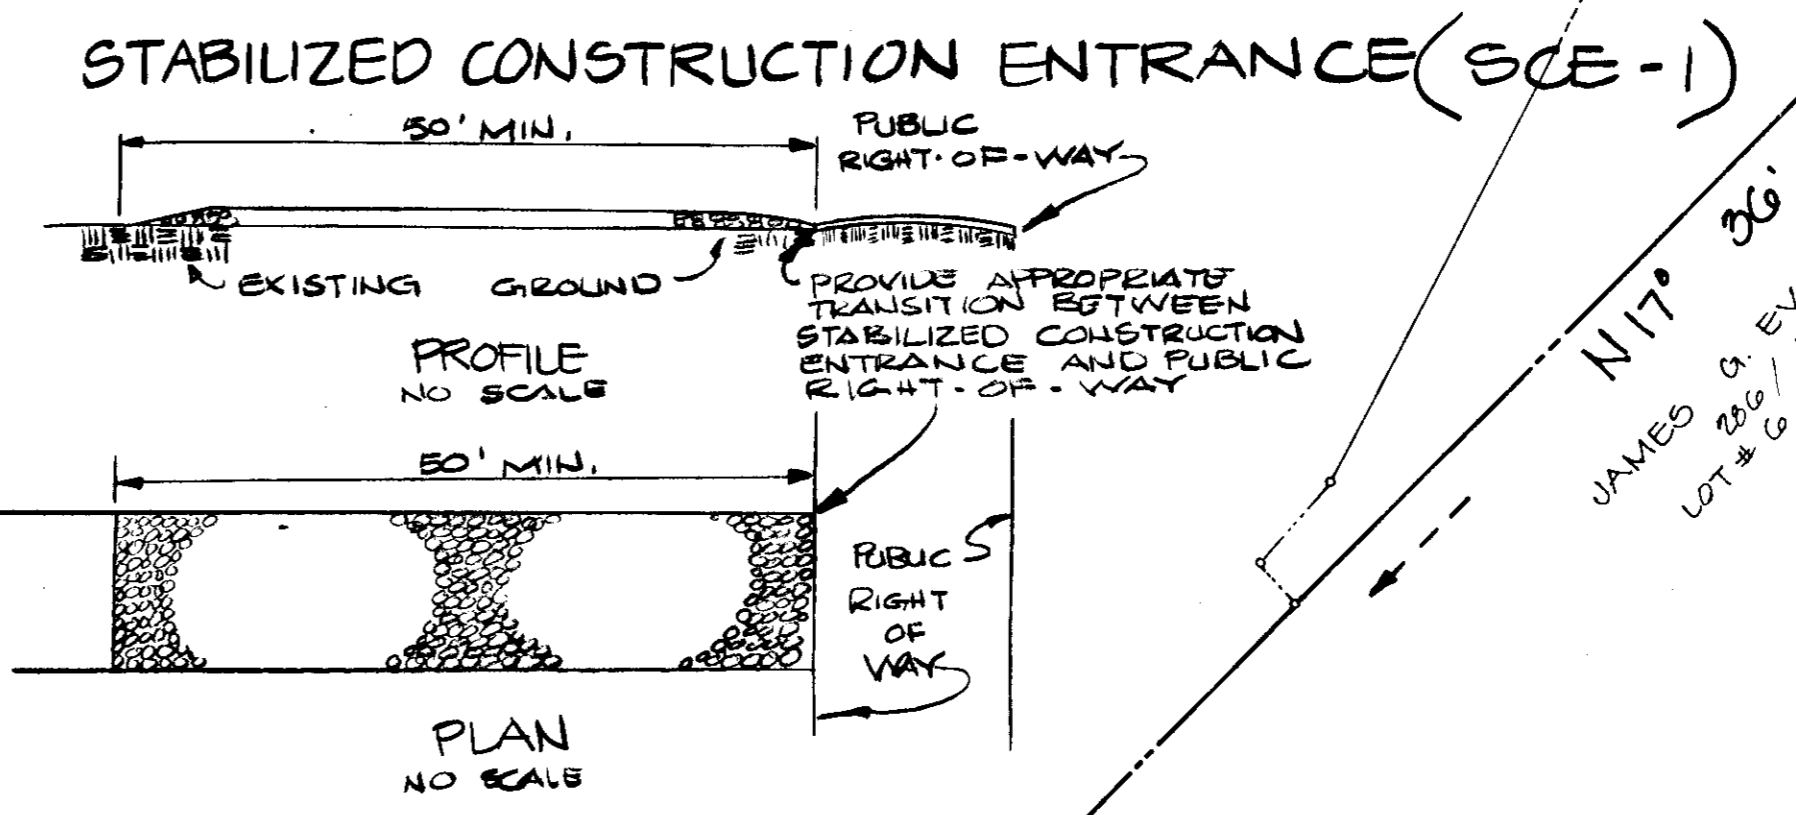 STABILIZED CONSTRUCTION ENTRANCE (SCE-1)
50' MIN.
PUBLIC
RIGHT-OF-WAY
EXISTING GROUND
PROVIDE APPROPRIATE
TRANSITION BETWEEN
STABILIZED CONSTRUCTION
ENTRANCE AND PUBLIC
RIGHT-OF-WAY
PROFILE
NO SCALE
50' MIN.
PUBLIC
RIGHT
OF
WAY
PLAN
NO SCALE
N 17° 36'
JAMES G. EV
286 /
LOT # 6